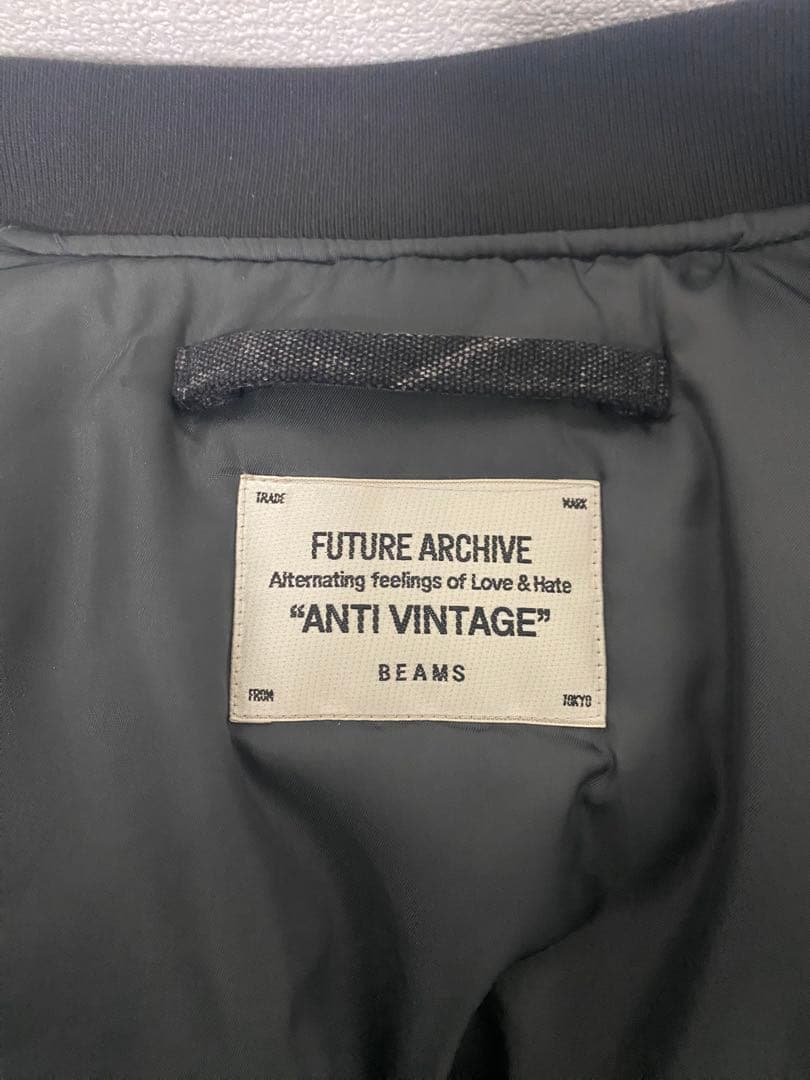 TRADE MARK
FUTURE ARCHIVE
Alternating feelings of Love & Hate
“ANTI VINTAGE”
BEAMS
FROM TOKYO